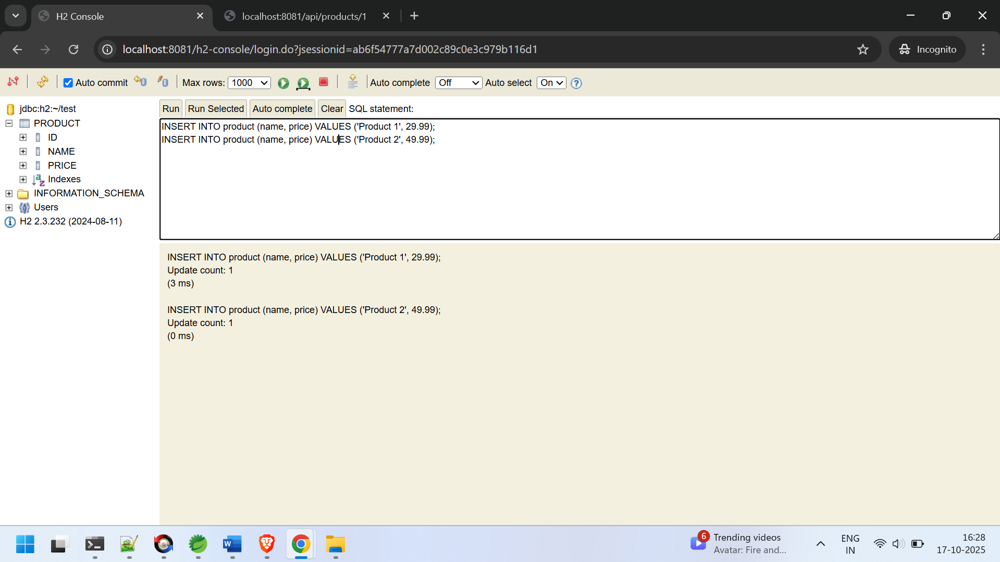 H2 Console
localhost:8081/api/products/1
localhost:8081/h2-console/login.do?jsessionid=ab6f54777a7d002c89c0e3c979b116d1
Incognito
Auto commit
Max rows: 1000
Auto complete Off
Auto select On
jdbc:h2:~/test
PRODUCT
ID
NAME
PRICE
Indexes
INFORMATION_SCHEMA
Users
H2 2.3.232 (2024-08-11)
Run Run Selected Auto complete Clear SQL statement:
INSERT INTO product (name, price) VALUES ('Product 1', 29.99);
INSERT INTO product (name, price) VALUES ('Product 2', 49.99);
INSERT INTO product (name, price) VALUES ('Product 1', 29.99);
Update count: 1
(3 ms)
INSERT INTO product (name, price) VALUES ('Product 2', 49.99);
Update count: 1
(0 ms)
6
Trending videos
Avatar: Fire and...
ENG
IN
16:28
17-10-2025